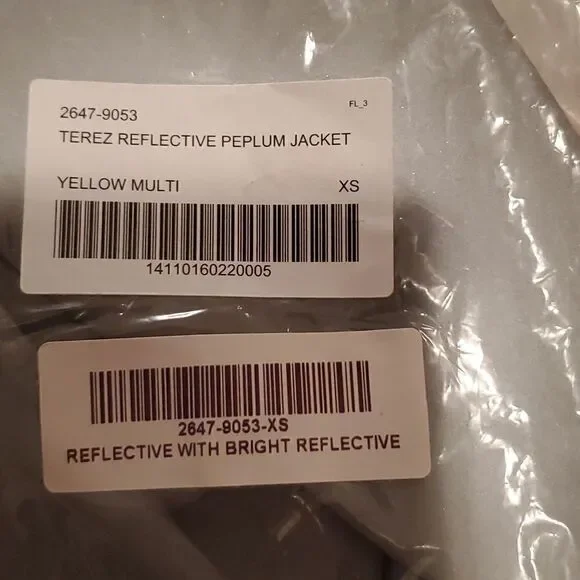 FL_3
2647-9053
TEREZ REFLECTIVE PEPLUM JACKET
YELLOW MULTI XS
14110160220005
2647-9053-XS
REFLECTIVE WITH BRIGHT REFLECTIVE